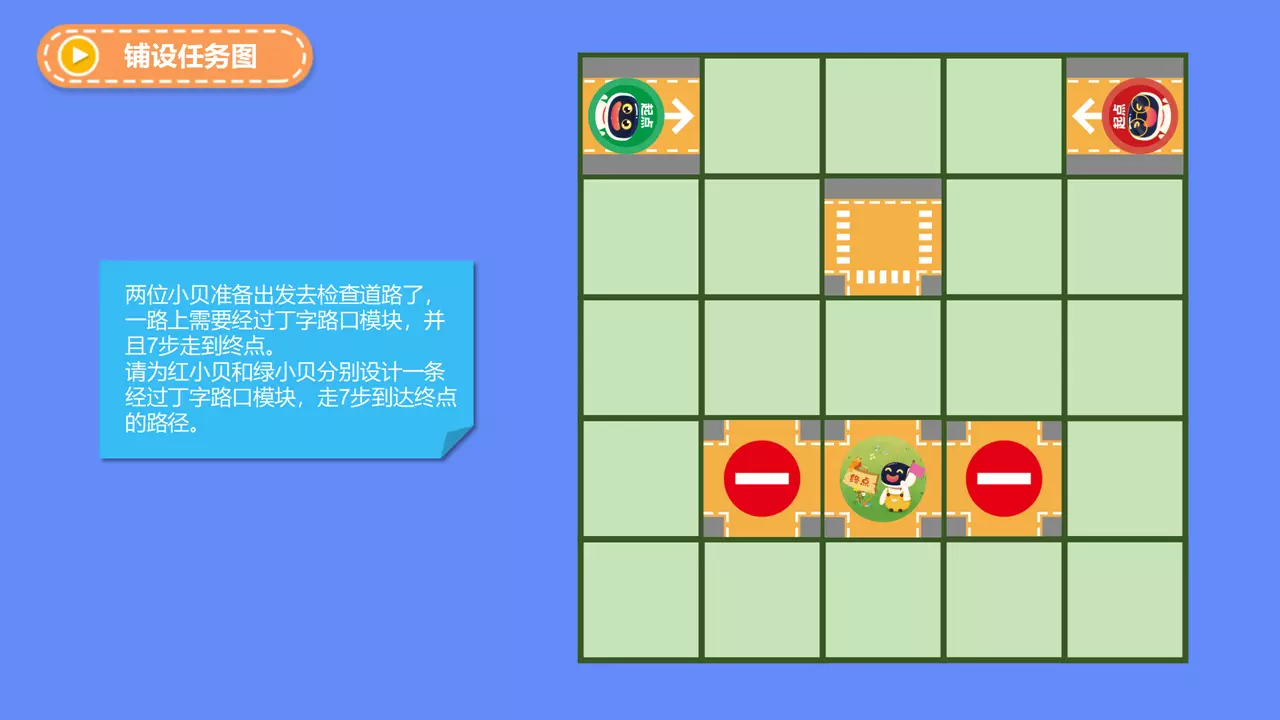 铺设任务图
起点
起点
两位小贝准备出发去检查道路了，
一路上需要经过丁字路口模块，并
且7步走到终点。
请为红小贝和绿小贝分别设计一条
经过丁字路口模块，走7步到达终点
的路径。
终点